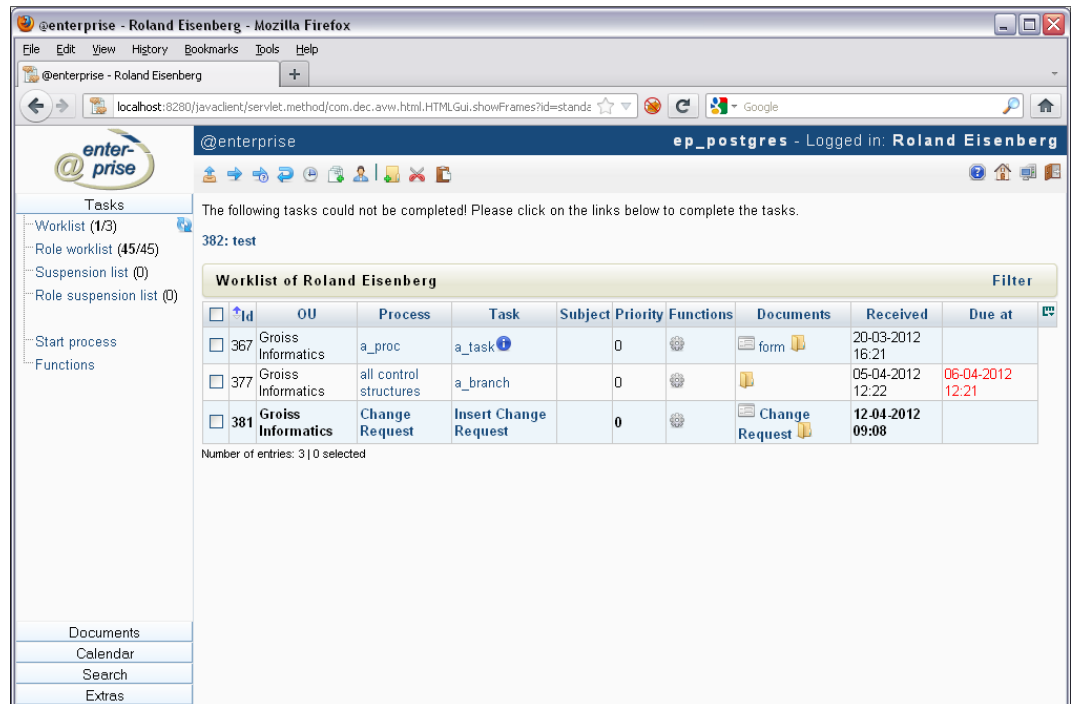 @enterprise - Roland Eisenberg - Mozilla Firefox
File Edit View History Bookmarks Tools Help
@enterprise - Roland Eisenberg
localhost:8280/javaclient/servlet.method/com.dec.avw.html.HTMLGui.showFrames?id=standa
Google
enter-
@ prise
@enterprise
ep_postgres - Logged in: Roland Eisenberg
Tasks
Worklist (1/3)
Role worklist (45/45)
Suspension list (0)
Role suspension list (0)
Start process
Functions
The following tasks could not be completed! Please click on the links below to complete the tasks.
382: test
Worklist of Roland Eisenberg Filter
Id OU Process Task Subject Priority Functions Documents Received Due at
367 Groiss Informatics a_proc a_task 0 form 20-03-2012 16:21
377 Groiss Informatics all control structures a_branch 0 05-04-2012 12:22 06-04-2012 12:21
381 Groiss Informatics Change Request Insert Change Request 0 Change Request 12-04-2012 09:08
Number of entries: 3 | 0 selected
Documents
Calendar
Search
Extras